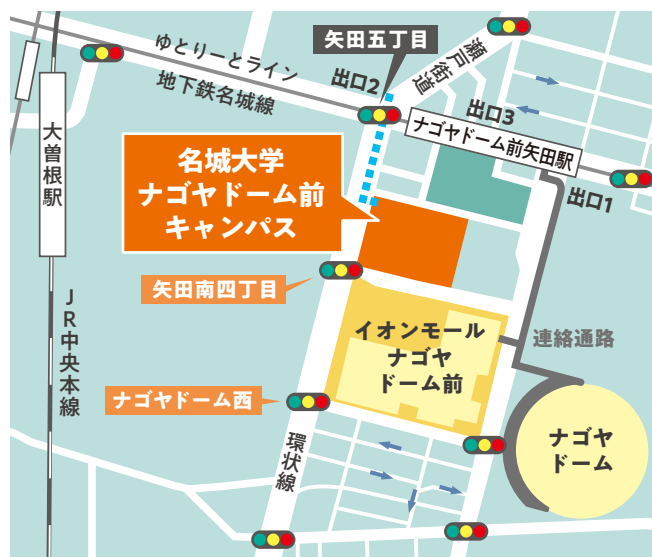 矢田五丁目
ゆとりーとライン
地下鉄名城線
出口2
瀬戸街道
出口3
ナゴヤドーム前矢田駅
出口1
大曽根駅
名城大学
ナゴヤドーム前
キャンパス
矢田南四丁目
JR中央本線
イオンモール
ナゴヤ
ドーム前
連絡通路
ナゴヤドーム西
環状線
ナゴヤ
ドーム